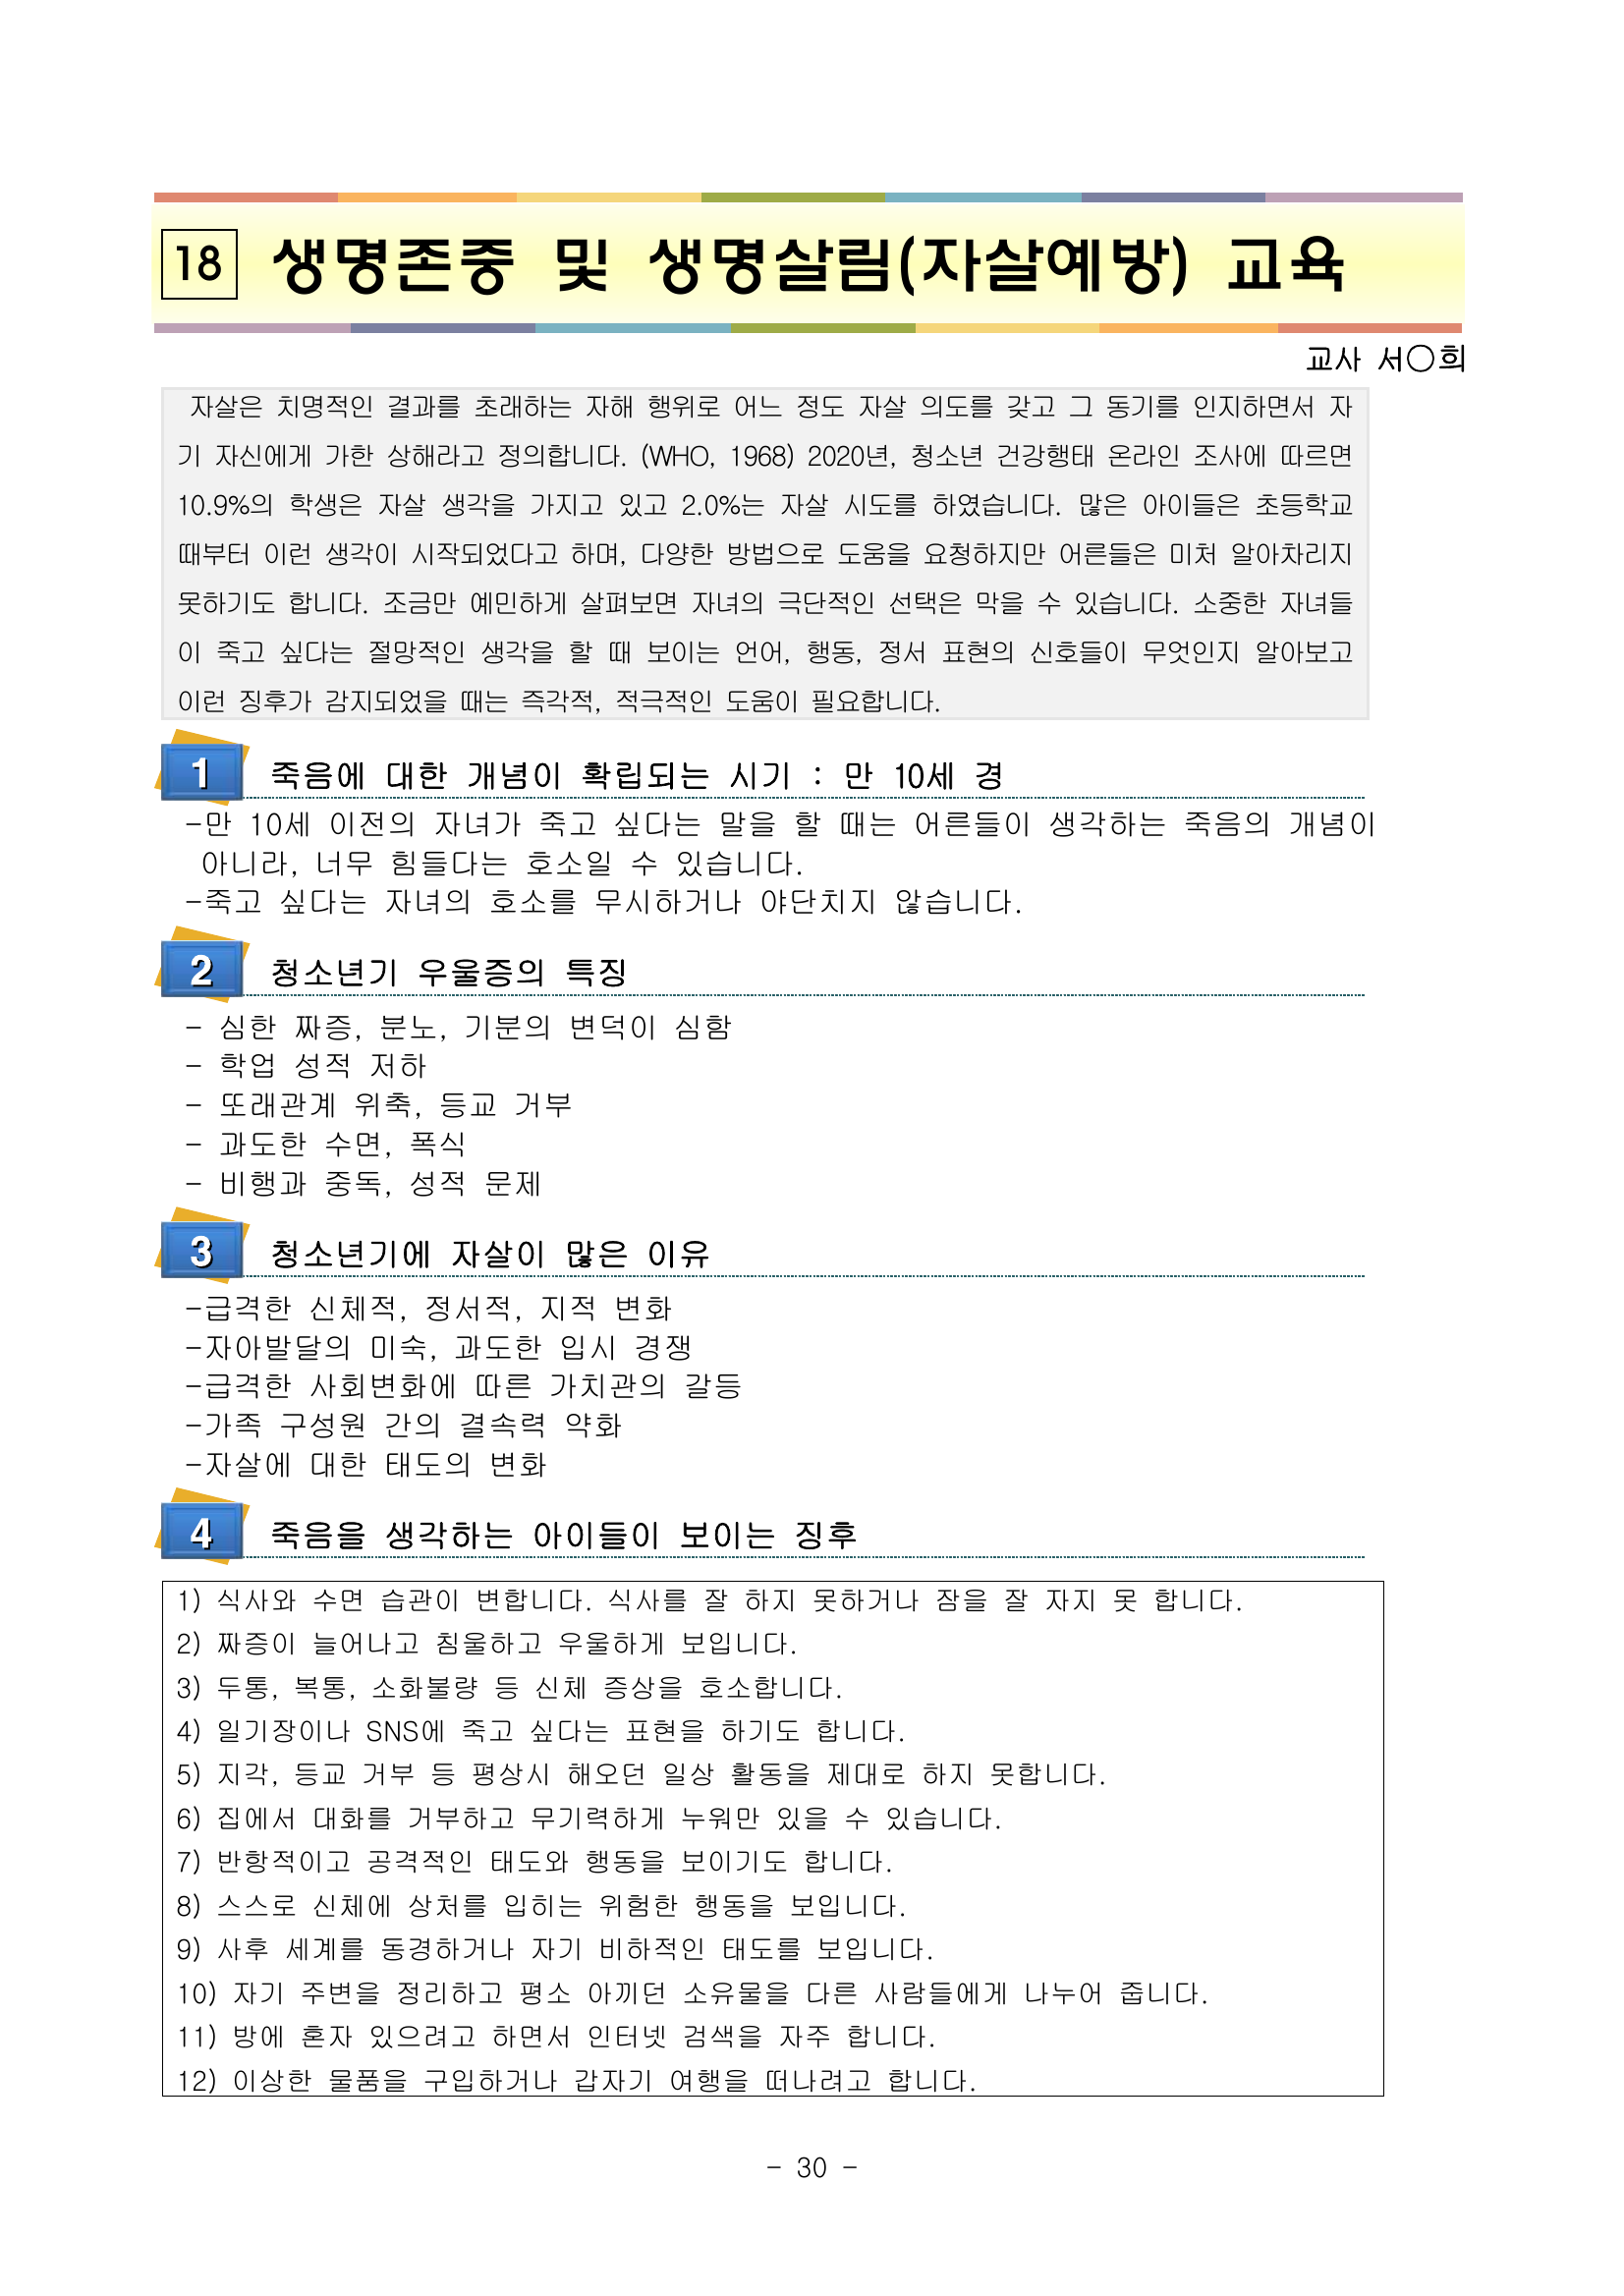 18 생명존중 및 생명살림(자살예방) 교육
교사 서○희
자살은 치명적인 결과를 초래하는 자해 행위로 어느 정도 자살 의도를 갖고 그 동기를 인지하면서 자
기 자신에게 가한 상해라고 정의합니다. (WHO, 1968) 2020년, 청소년 건강행태 온라인 조사에 따르면
10.9%의 학생은 자살 생각을 가지고 있고 2.0%는 자살 시도를 하였습니다. 많은 아이들은 초등학교
때부터 이런 생각이 시작되었다고 하며, 다양한 방법으로 도움을 요청하지만 어른들은 미처 알아차리지
못하기도 합니다. 조금만 예민하게 살펴보면 자녀의 극단적인 선택은 막을 수 있습니다. 소중한 자녀들
이 죽고 싶다는 절망적인 생각을 할 때 보이는 언어, 행동, 정서 표현의 신호들이 무엇인지 알아보고
이런 징후가 감지되었을 때는 즉각적, 적극적인 도움이 필요합니다.
1 죽음에 대한 개념이 확립되는 시기 : 만 10세 경
-만 10세 이전의 자녀가 죽고 싶다는 말을 할 때는 어른들이 생각하는 죽음의 개념이
아니라, 너무 힘들다는 호소일 수 있습니다.
-죽고 싶다는 자녀의 호소를 무시하거나 야단치지 않습니다.
2 청소년기 우울증의 특징
- 심한 짜증, 분노, 기분의 변덕이 심함
- 학업 성적 저하
- 또래관계 위축, 등교 거부
- 과도한 수면, 폭식
- 비행과 중독, 성적 문제
3 청소년기에 자살이 많은 이유
-급격한 신체적, 정서적, 지적 변화
-자아발달의 미숙, 과도한 입시 경쟁
-급격한 사회변화에 따른 가치관의 갈등
-가족 구성원 간의 결속력 약화
-자살에 대한 태도의 변화
4 죽음을 생각하는 아이들이 보이는 징후
1) 식사와 수면 습관이 변합니다. 식사를 잘 하지 못하거나 잠을 잘 자지 못 합니다.
2) 짜증이 늘어나고 침울하고 우울하게 보입니다.
3) 두통, 복통, 소화불량 등 신체 증상을 호소합니다.
4) 일기장이나 SNS에 죽고 싶다는 표현을 하기도 합니다.
5) 지각, 등교 거부 등 평상시 해오던 일상 활동을 제대로 하지 못합니다.
6) 집에서 대화를 거부하고 무기력하게 누워만 있을 수 있습니다.
7) 반항적이고 공격적인 태도와 행동을 보이기도 합니다.
8) 스스로 신체에 상처를 입히는 위험한 행동을 보입니다.
9) 사후 세계를 동경하거나 자기 비하적인 태도를 보입니다.
10) 자기 주변을 정리하고 평소 아끼던 소유물을 다른 사람들에게 나누어 줍니다.
11) 방에 혼자 있으려고 하면서 인터넷 검색을 자주 합니다.
12) 이상한 물품을 구입하거나 갑자기 여행을 떠나려고 합니다.
- 30 -